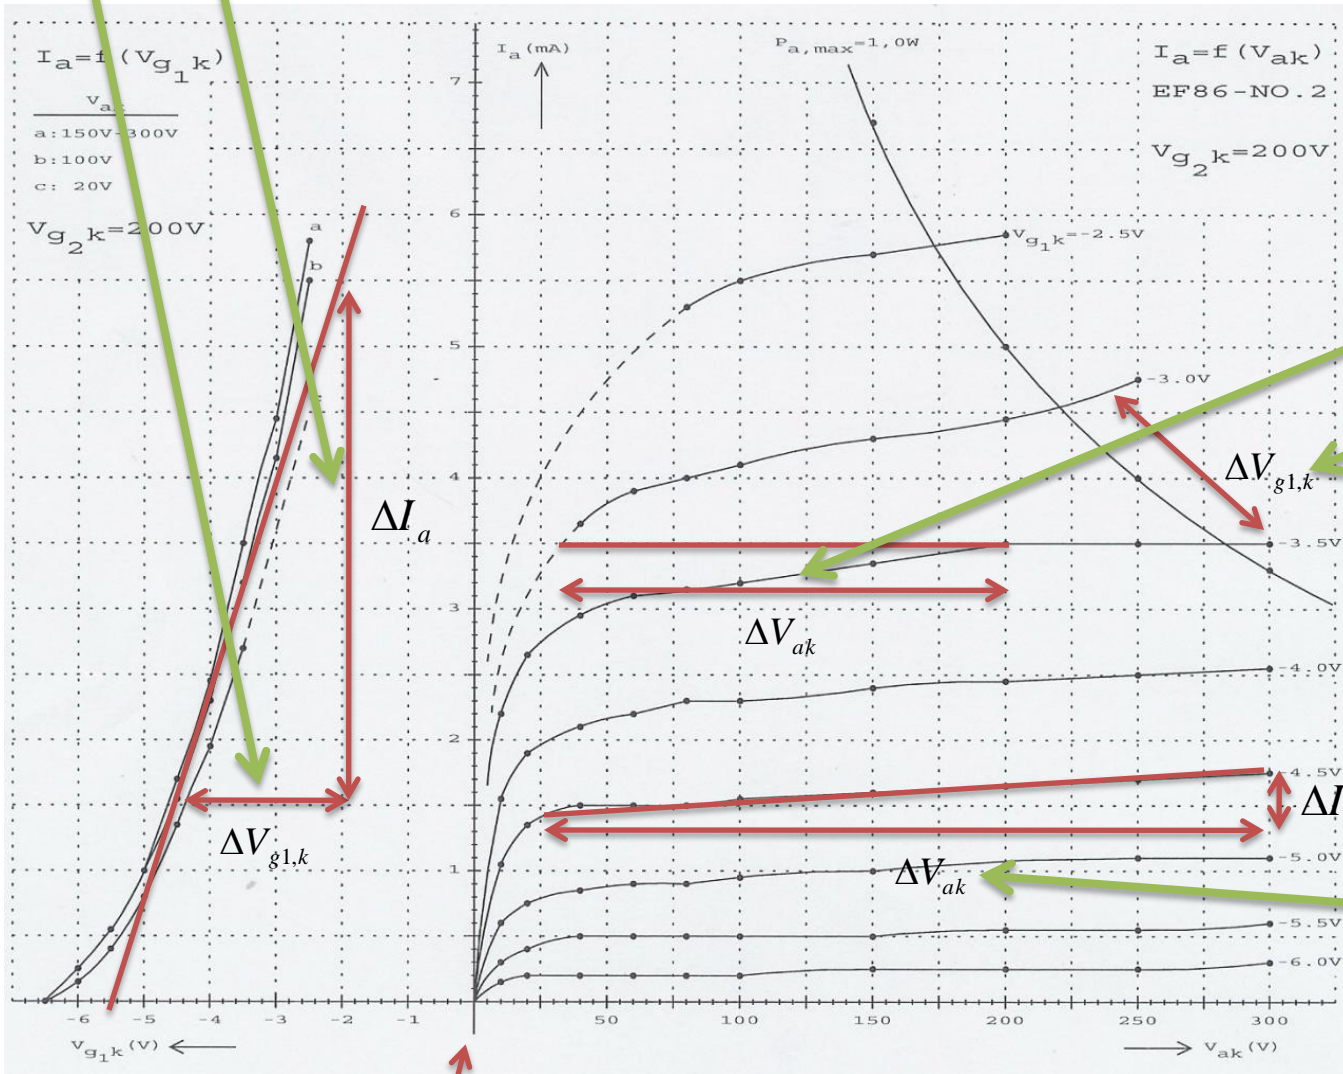 Ia=f(Vg1k)
Vak
a:150V-300V
b:100V
c: 20V
Vg2k=200V
a
b
ΔIa
ΔVg1,k
-6 -5 -4 -3 -2 -1
Vg1k(V)
Ia(mA)
7
6
5
4
3
2
1
Pa,max=1,0W
Ia=f(Vak)
EF86-NO.2
Vg2k=200V
Vg1k=-2.5V
-3.0V
ΔVg1,k
-3.5V
ΔVak
-4.0V
-4.5V
ΔI
ΔVak
-5.0V
-5.5V
-6.0V
50 100 150 200 250 300
Vak(V)